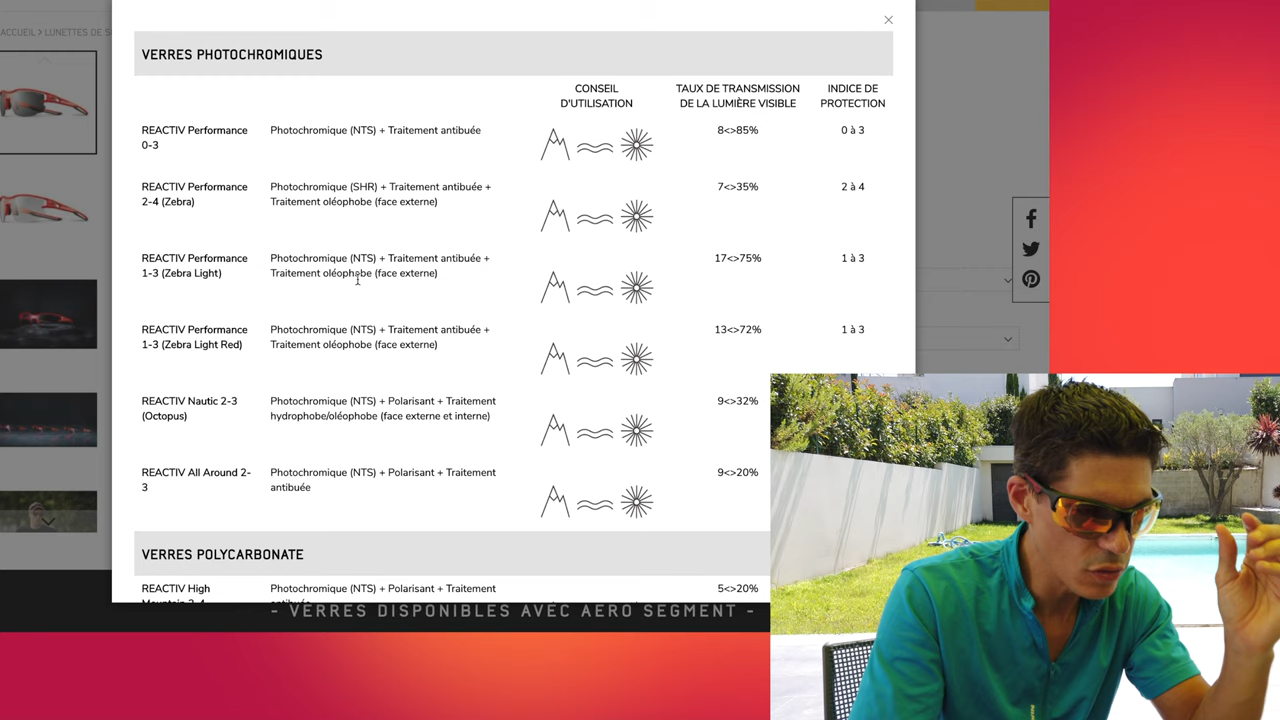 ACCUEIL > LUNETTES DE S
VERRES PHOTOCHROMIQUES
CONSEIL
D'UTILISATION
TAUX DE TRANSMISSION
DE LA LUMIÈRE VISIBLE
INDICE DE
PROTECTION
REACTIV Performance
0-3
Photochromique (NTS) + Traitement antibuée
8<>85%
0 à 3
REACTIV Performance
2-4 (Zebra)
Photochromique (SHR) + Traitement antibuée +
Traitement oléophobe (face externe)
7<>35%
2 à 4
REACTIV Performance
1-3 (Zebra Light)
Photochromique (NTS) + Traitement antibuée +
Traitement oléophobe (face externe)
17<>75%
1 à 3
REACTIV Performance
1-3 (Zebra Light Red)
Photochromique (NTS) + Traitement antibuée +
Traitement oléophobe (face externe)
13<>72%
1 à 3
REACTIV Nautic 2-3
(Octopus)
Photochromique (NTS) + Polarisant + Traitement
hydrophobe/oléophobe (face externe et interne)
9<>32%
REACTIV All Around 2-
3
Photochromique (NTS) + Polarisant + Traitement
antibuée
9<>20%
VERRES POLYCARBONATE
REACTIV High
Photochromique (NTS) + Polarisant + Traitement
5<>20%
- VERRES DISPONIBLES AVEC AERO SEGMENT -